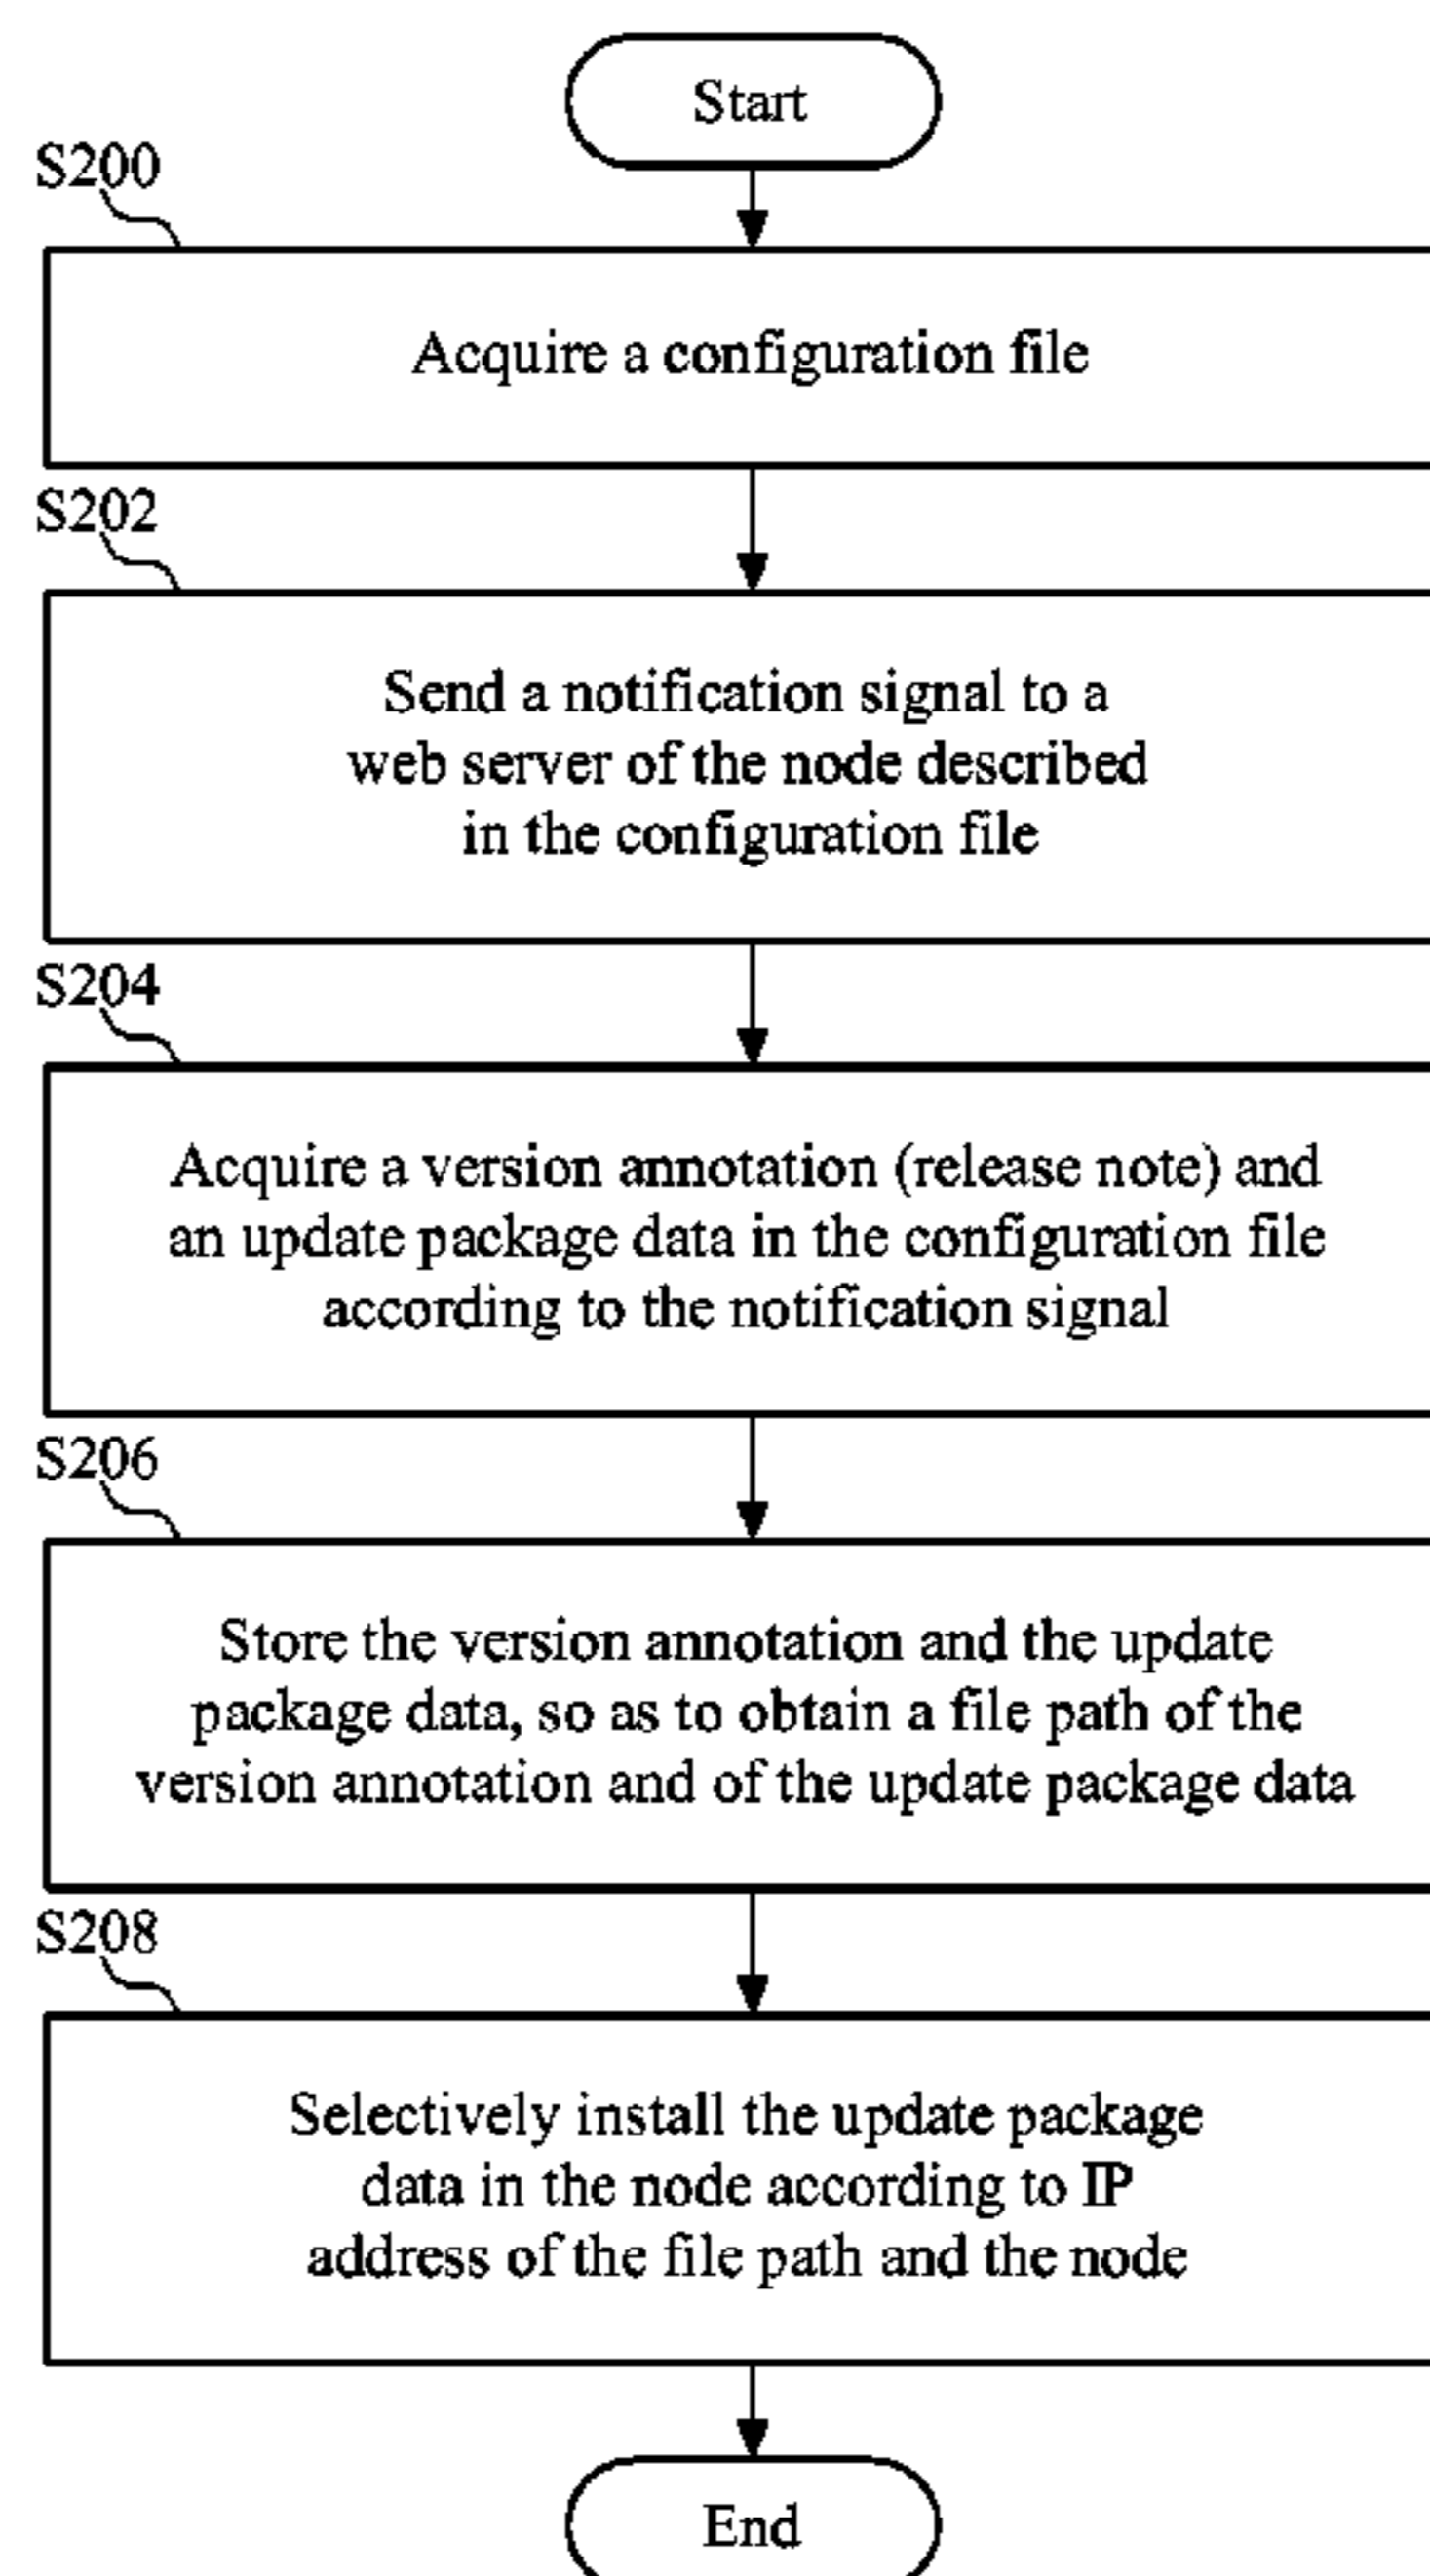 Start
S200
Acquire a configuration file
S202
Send a notification signal to a
web server of the node described
in the configuration file
S204
Acquire a version annotation (release note) and
an update package data in the configuration file
according to the notification signal
S206
Store the version annotation and the update
package data, so as to obtain a file path of the
version annotation and of the update package data
S208
Selectively install the update package
data in the node according to IP
address of the file path and the node
End